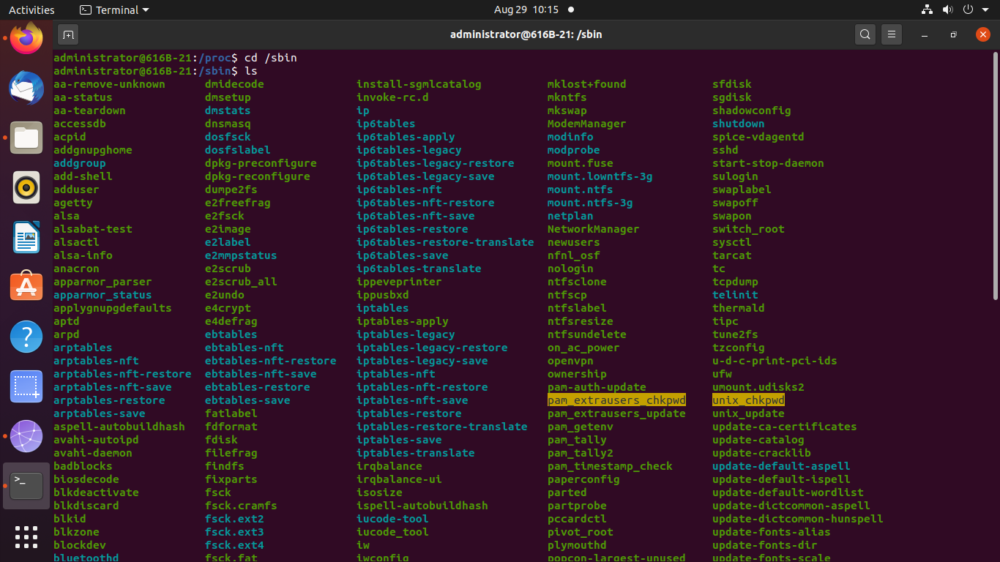 Activities Terminal Aug 29 10:15
administrator@616B-21: /sbin
administrator@616B-21:/proc$ cd /sbin
administrator@616B-21:/sbin$ ls
aa-remove-unknown dmidecode install-sgmlcatalog mklost+found sfdisk
aa-status dmsetup invoke-rc.d mkntfs sgdisk
aa-teardown dmstats ip mkswap shadowconfig
accessdb dnsmasq ip6tables ModemManager shutdown
acpid dosfsck ip6tables-apply modinfo spice-vdagentd
addgnupghome dosfslabel ip6tables-legacy modprobe sshd
addgroup dpkg-preconfigure ip6tables-legacy-restore mount.fuse start-stop-daemon
add-shell dpkg-reconfigure ip6tables-legacy-save mount.lowntfs-3g sulogin
adduser dumpe2fs ip6tables-nft mount.ntfs swaplabel
agetty e2freefrag ip6tables-nft-restore mount.ntfs-3g swapoff
alsa e2fsck ip6tables-nft-save netplan swapon
alsabat-test e2image ip6tables-restore NetworkManager switch_root
alsactl e2label ip6tables-restore-translate newusers sysctl
alsa-info e2mmpstatus ip6tables-save nfnl_osf tarcat
anacron e2scrub ip6tables-translate nologin tc
apparmor_parser e2scrub_all ippeveprinter ntfsclone tcpdump
apparmor_status e2undo ippusbxd ntfscp telinit
applygnupgdefaults e4crypt iptables ntfslabel thermald
aptd e4defrag iptables-apply ntfsresize tipc
arpd ebtables iptables-legacy ntfsundelete tune2fs
arptables ebtables-nft iptables-legacy-restore on_ac_power tzconfig
arptables-nft ebtables-nft-restore iptables-legacy-save openvpn u-d-c-print-pci-ids
arptables-nft-restore ebtables-nft-save iptables-nft ownership ufw
arptables-nft-save ebtables-restore iptables-nft-restore pam-auth-update umount.udisks2
arptables-restore ebtables-save iptables-nft-save pam_extrausers_chkpwd unix_chkpwd
arptables-save fatlabel iptables-restore pam_extrausers_update unix_update
aspell-autobuildhash fdformat iptables-restore-translate pam_getenv update-ca-certificates
avahi-autoipd fdisk iptables-save pam_tally update-catalog
avahi-daemon filefrag iptables-translate pam_tally2 update-cracklib
badblocks findfs irqbalance pam_timestamp_check update-default-aspell
biosdecode fixparts irqbalance-ui paperconfig update-default-ispell
blkdeactivate fsck isosize parted update-default-wordlist
blkdiscard fsck.cramfs ispell-autobuildhash partprobe update-dictcommon-aspell
blkid fsck.ext2 iucode-tool pccardctl update-dictcommon-hunspell
blkzone fsck.ext3 iucode_tool pivot_root update-fonts-alias
blockdev fsck.ext4 iw plymouthd update-fonts-dir
bluetoothd fsck.fat iwconfig popcon-largest-unused update-fonts-scale